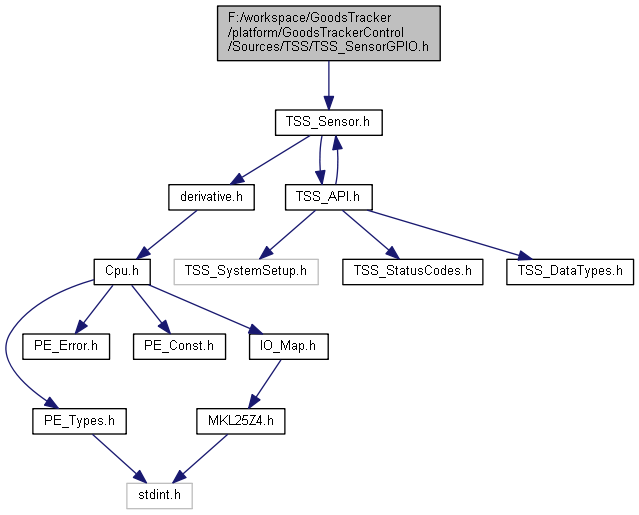 F:/workspace/GoodsTracker
/platform/GoodsTrackerControl
/Sources/TSS/TSS_SensorGPIO.h
TSS_Sensor.h
derivative.h
TSS_API.h
Cpu.h
TSS_SystemSetup.h
TSS_StatusCodes.h
TSS_DataTypes.h
PE_Error.h
PE_Const.h
IO_Map.h
PE_Types.h
MKL25Z4.h
stdint.h